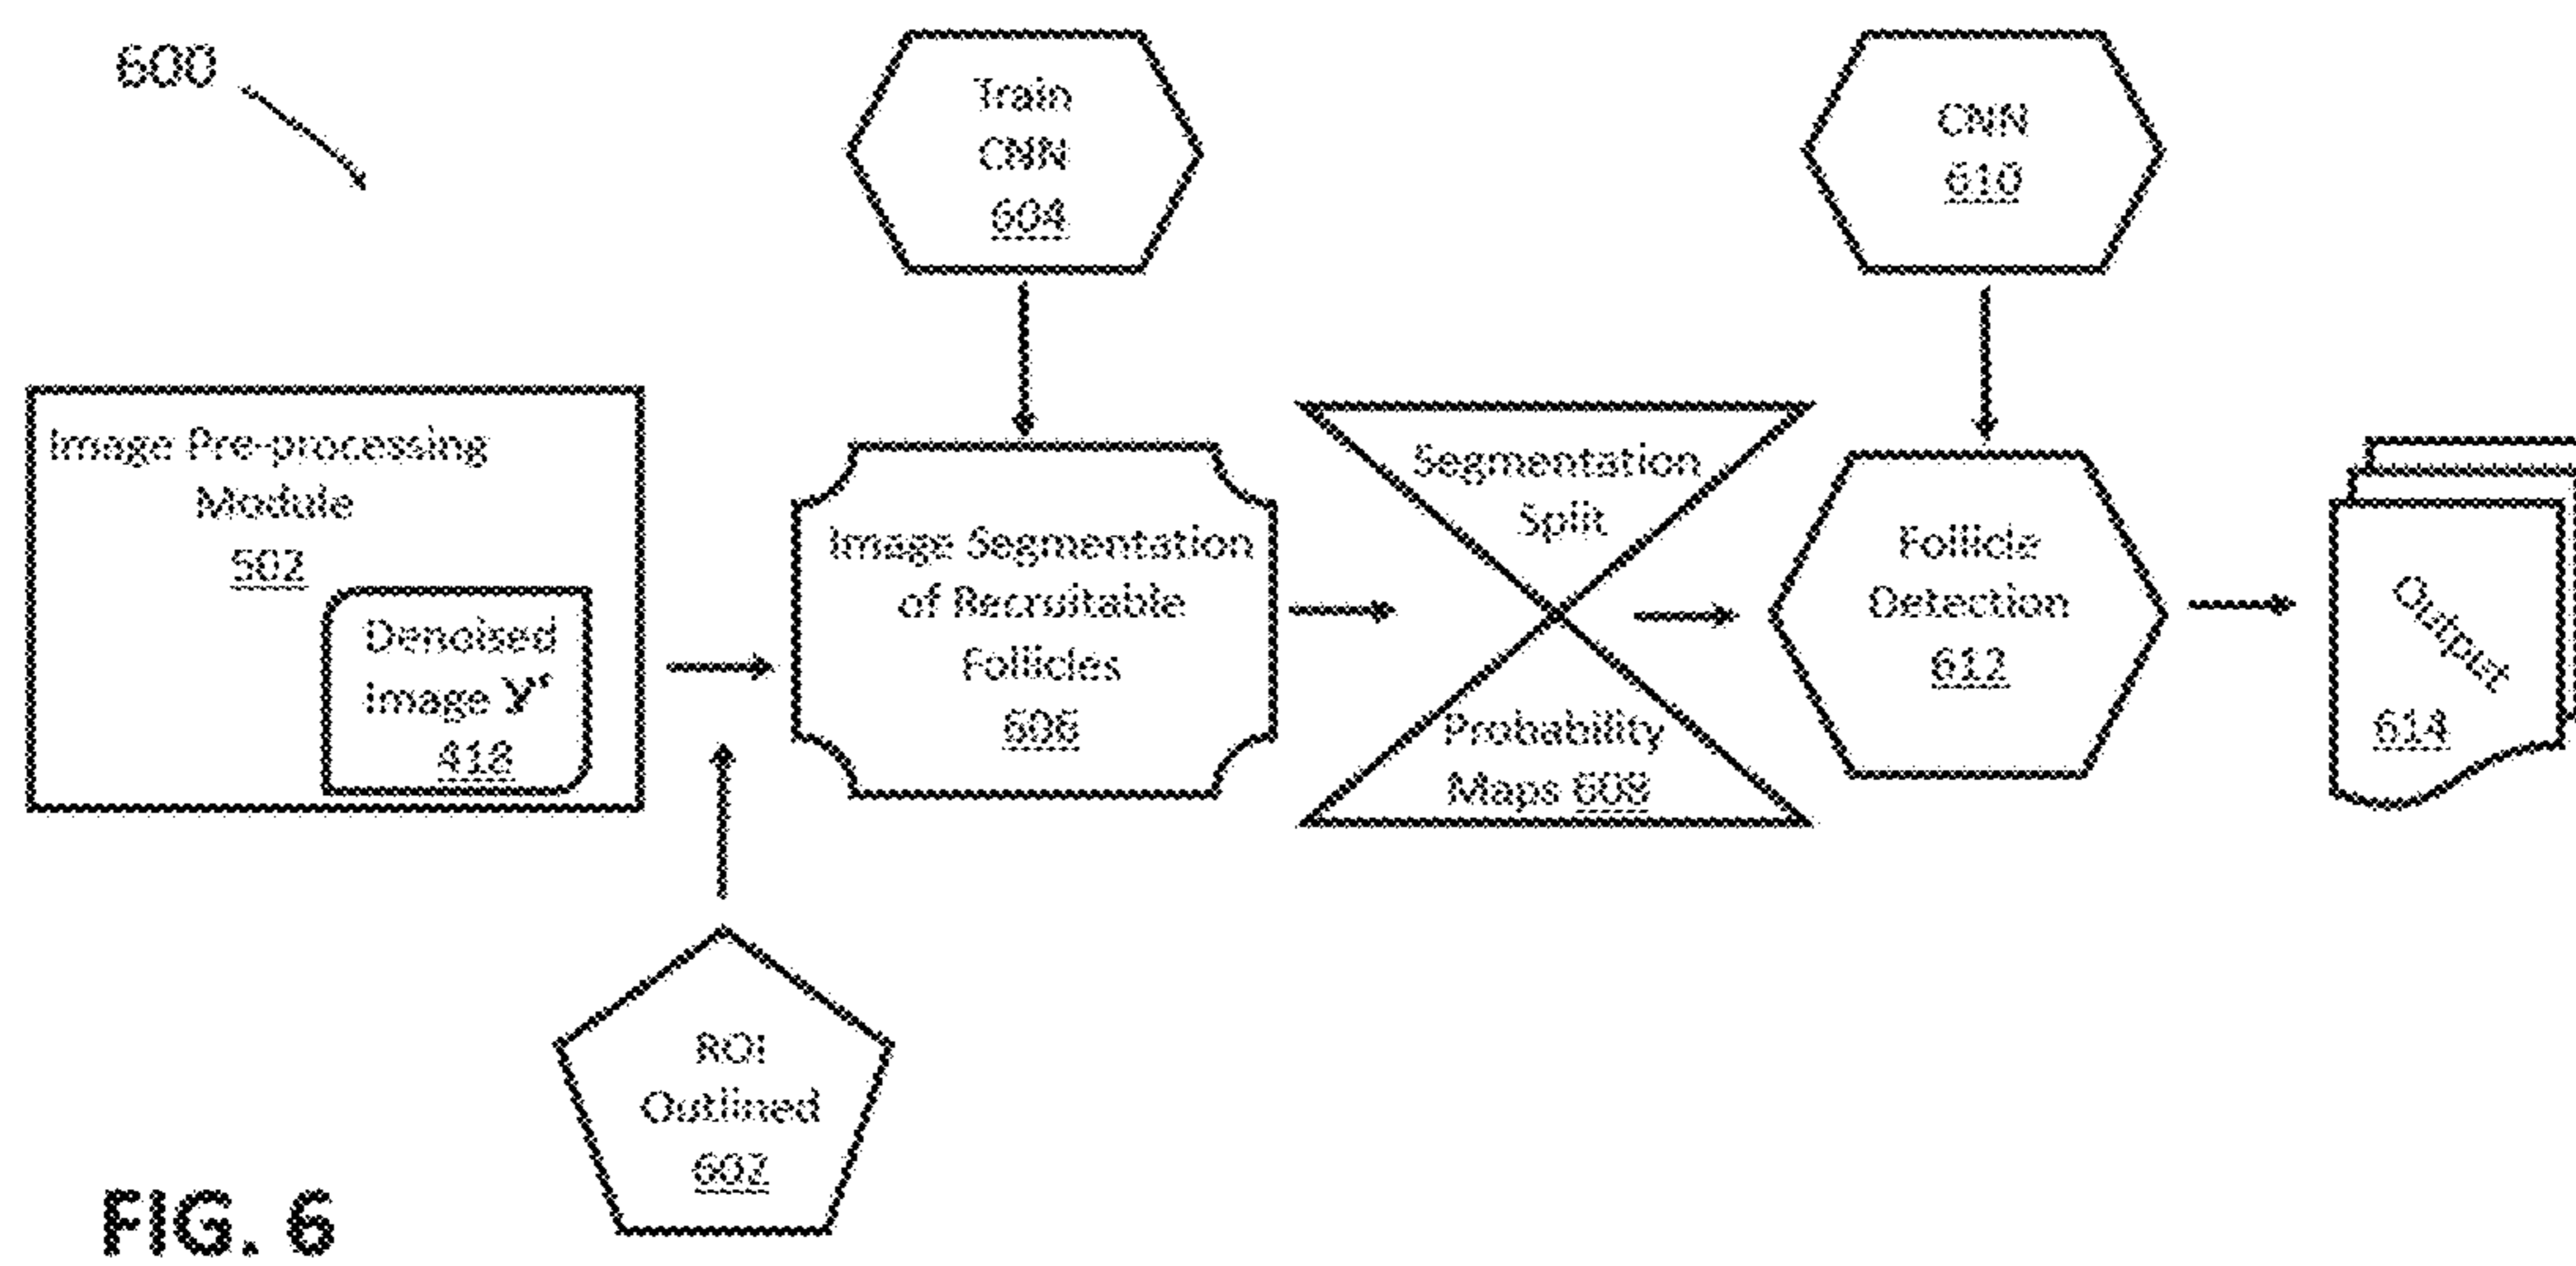 600
Train
CNN
604
CNN
610
Image Pre-processing
Module
502
Denoised
image Y'
418
Image Segmentation
of Recruitable
Follicles
606
Segmentation
Split
Probability
Maps 608
Follicle
Detection
612
Output
614
ROI
Outlined
602
FIG. 6